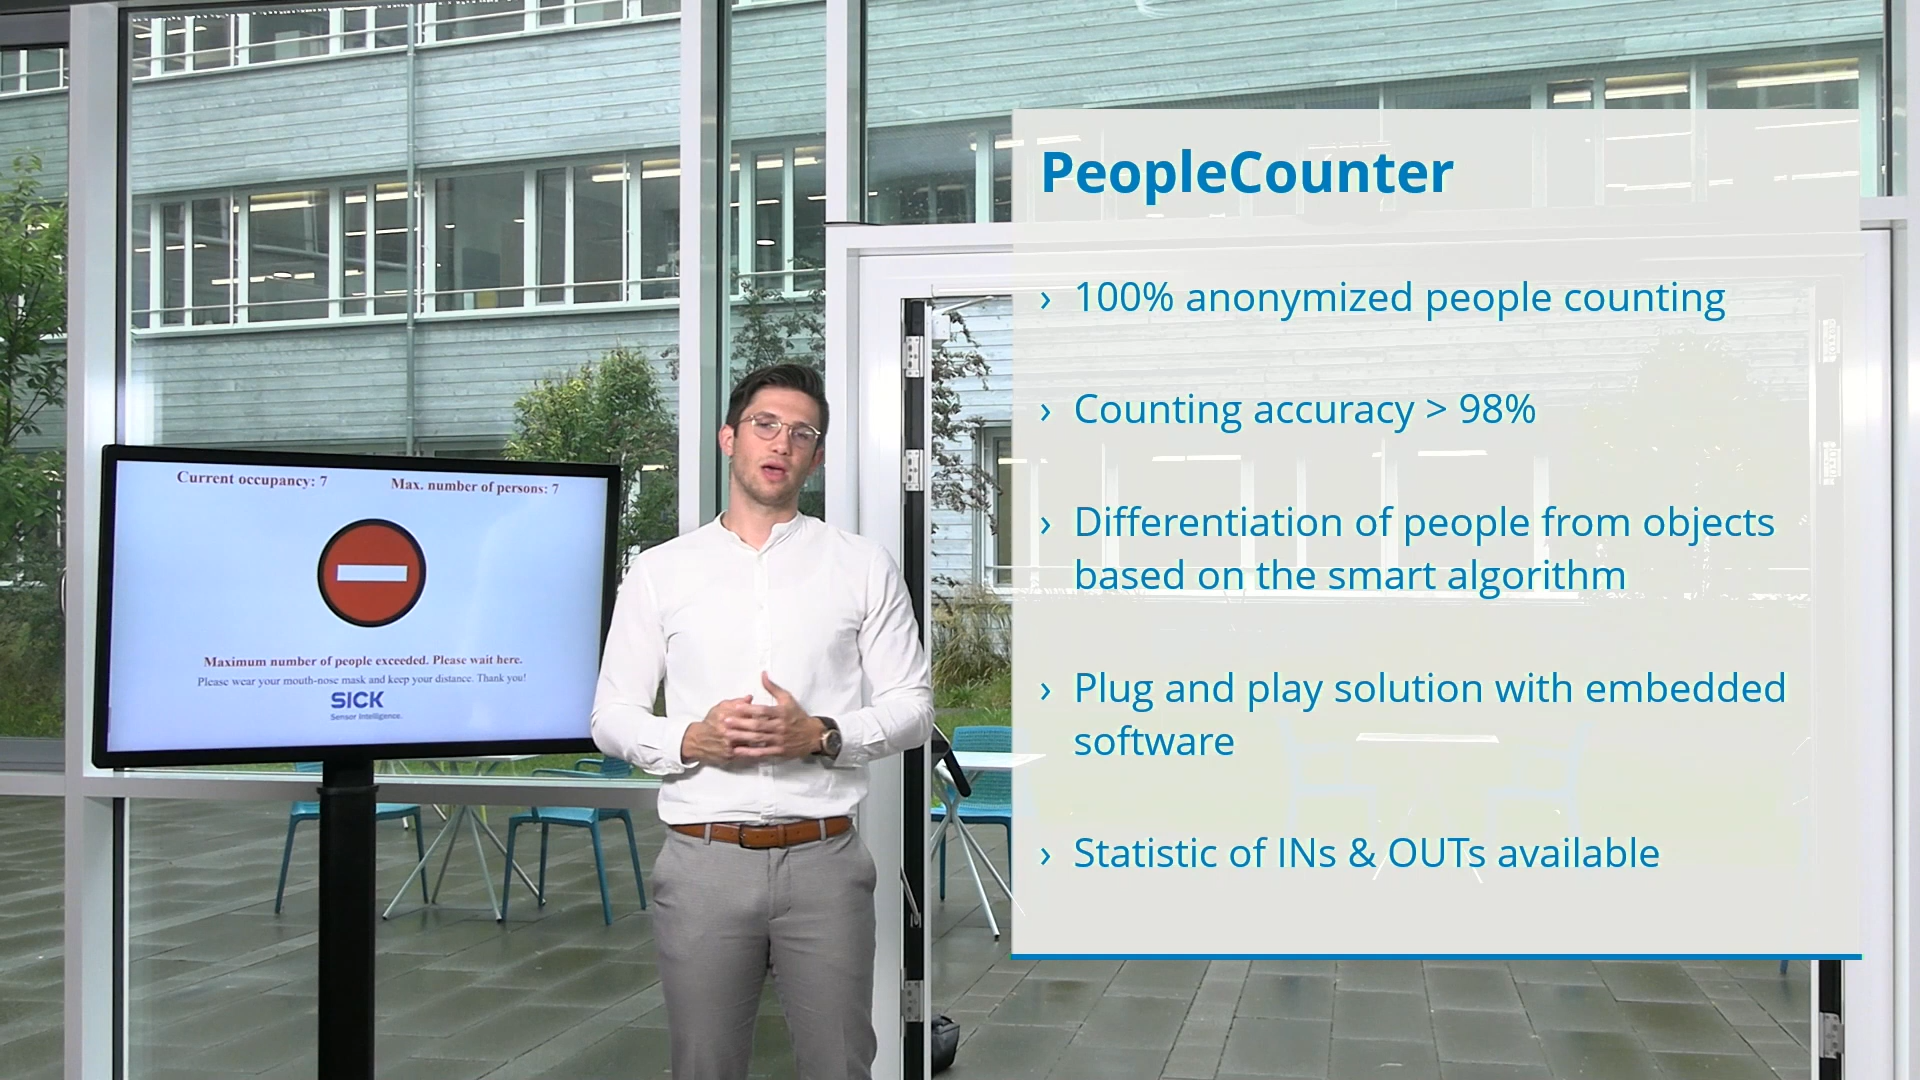 Current occupancy: 7
Max. number of persons: 7
Maximum number of people exceeded. Please wait here.
Please wear your mouth-nose mask and keep your distance. Thank you!
SICK
Sensor Intelligence.
PeopleCounter
› 100% anonymized people counting
› Counting accuracy > 98%
› Differentiation of people from objects
based on the smart algorithm
› Plug and play solution with embedded
software
› Statistic of INs & OUTs available